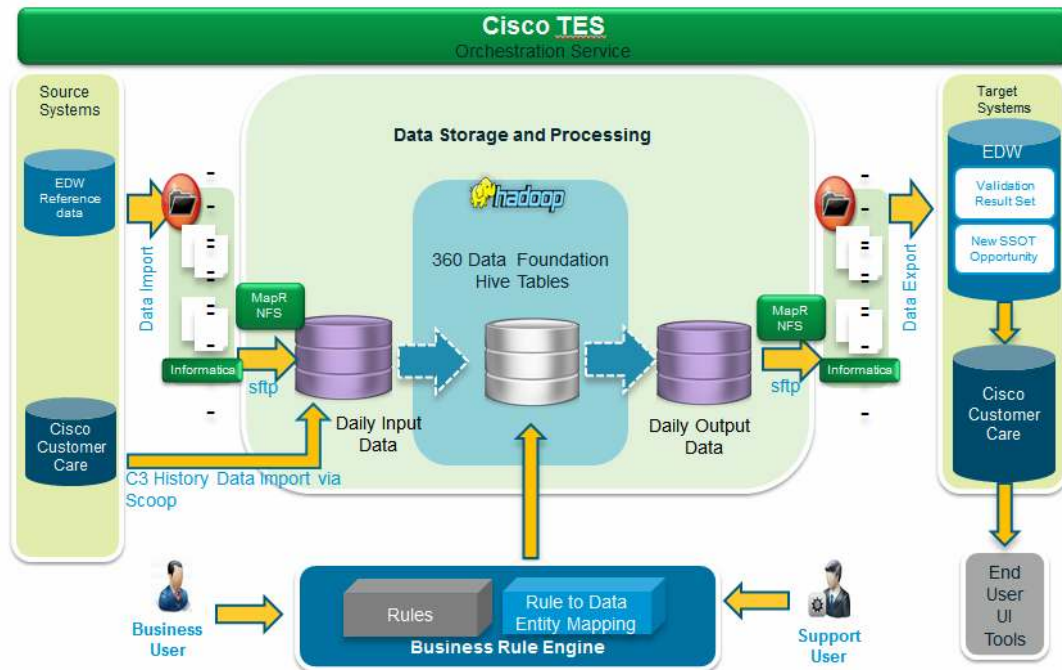 Cisco TES
Orchestration Service
Source
Systems
EDW
Reference
data
Data Import
Informatica
Cisco
Customer
Care
C3 History Data Import via
Scoop
Data Storage and Processing
hadoop
360 Data Foundation
Hive Tables
MapR
NFS
sftp
Daily Input
Data
Daily Output
Data
MapR
NFS
sftp
Informatica
Data Export
Target
Systems
EDW
Validation
Result Set
New SSOT
Opportunity
Cisco
Customer
Care
End
User
UI
Tools
Business
User
Rules
Rule to Data
Entity Mapping
Business Rule Engine
Support
User